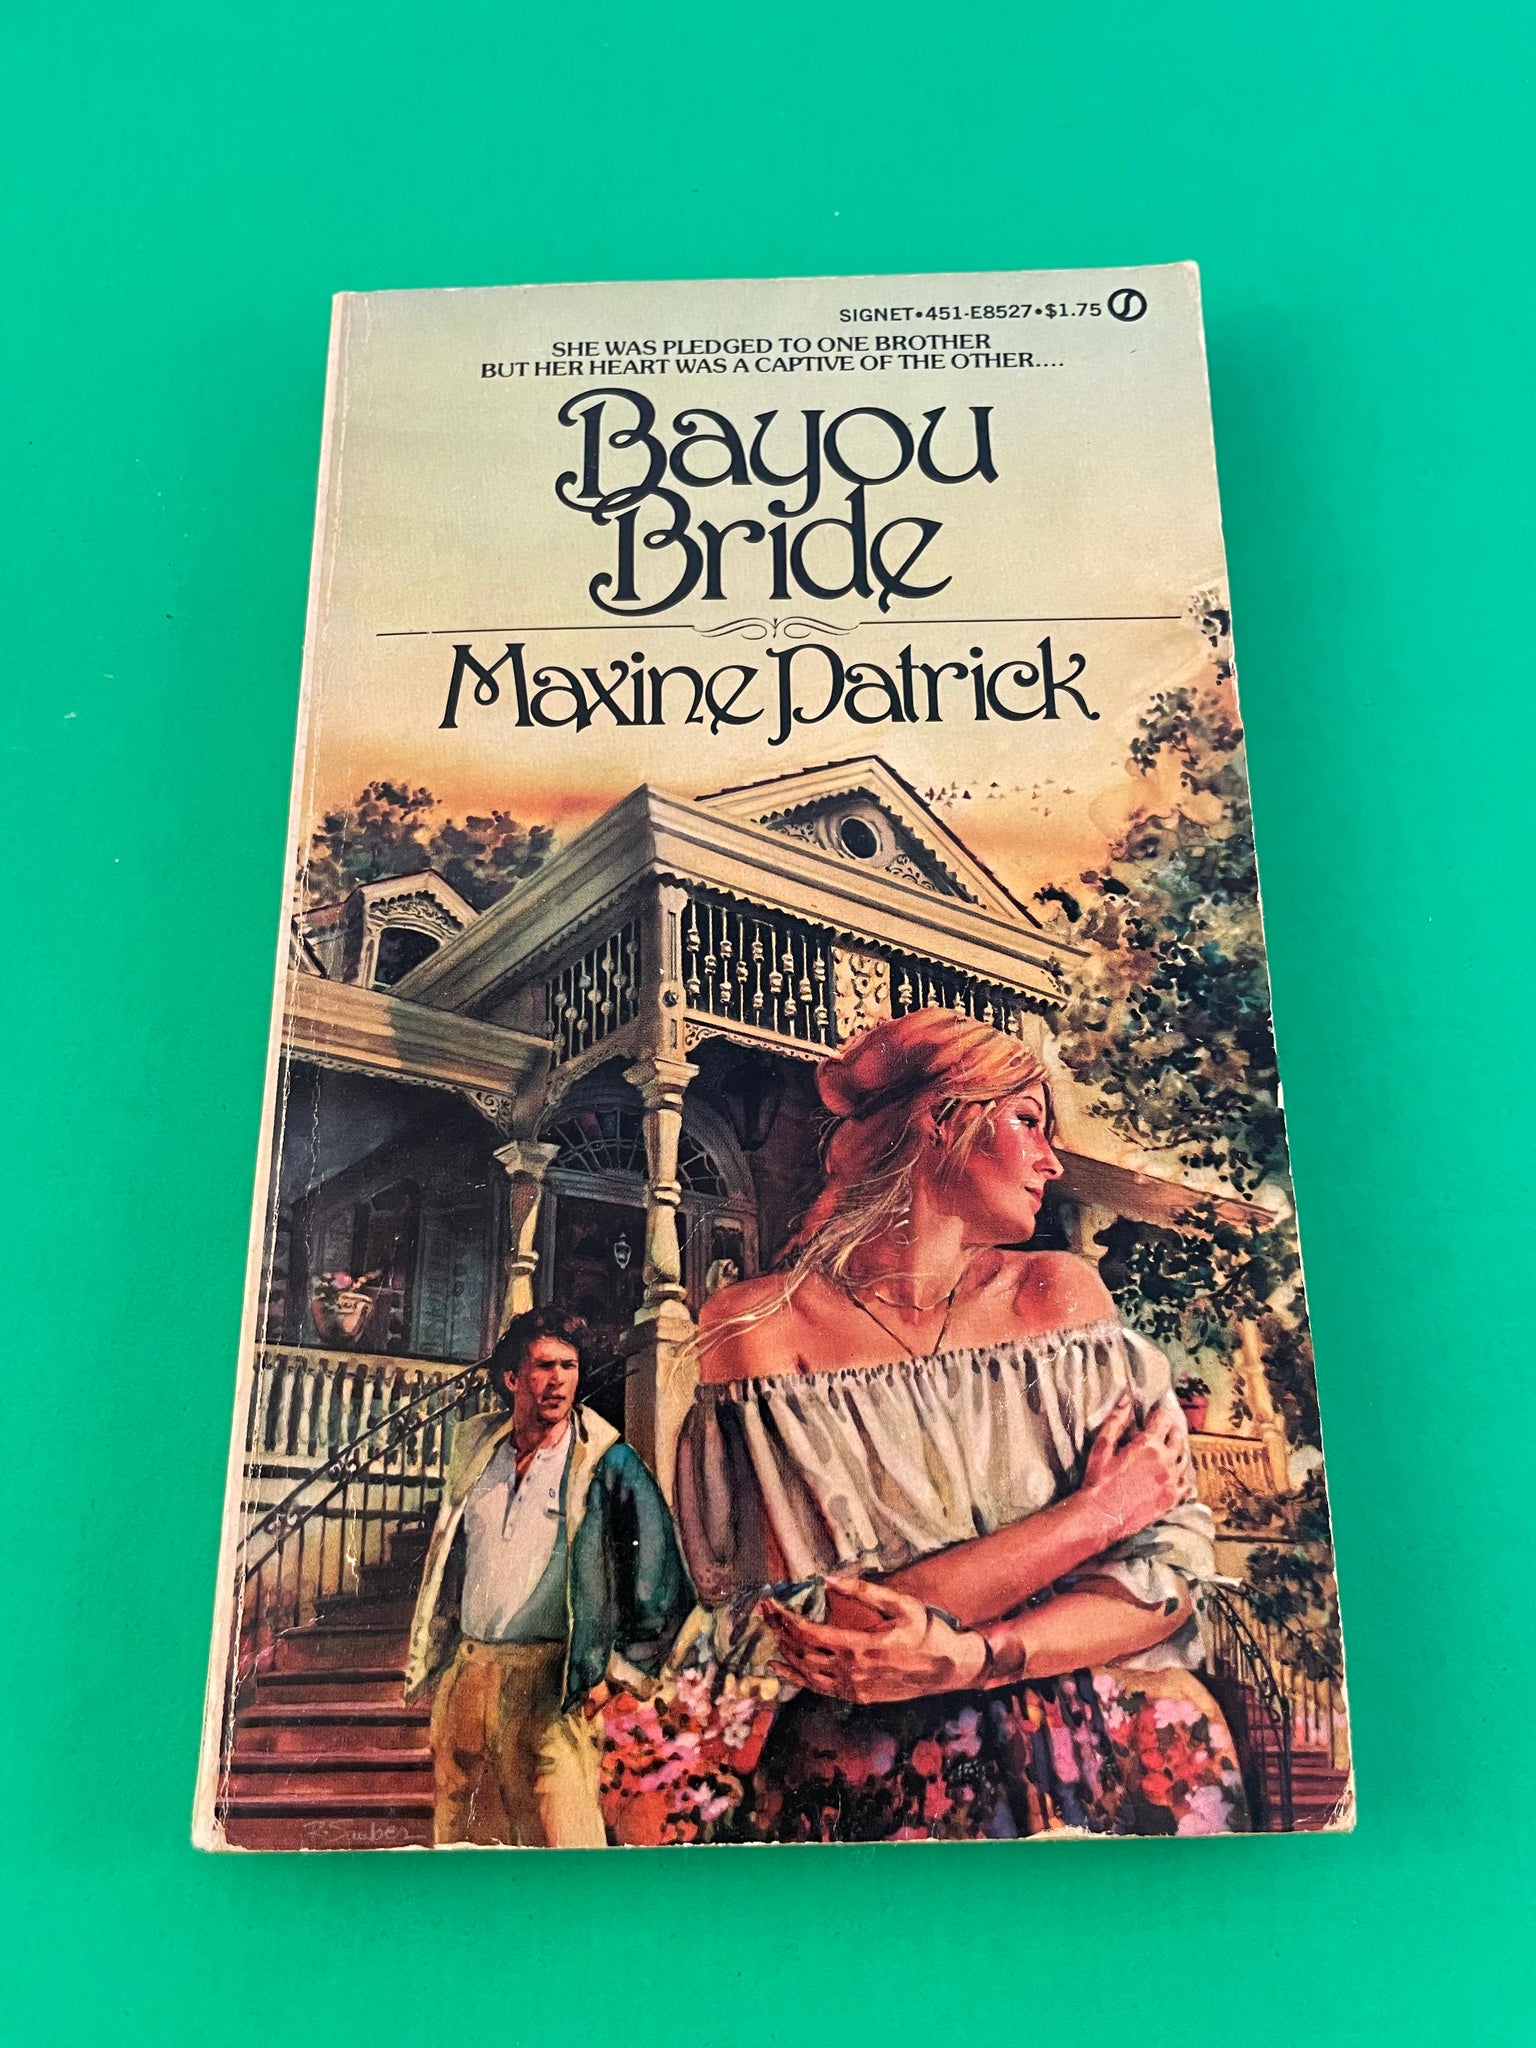 SIGNET•451-E8527•$1.75
SHE WAS PLEDGED TO ONE BROTHER
BUT HER HEART WAS A CAPTIVE OF THE OTHER....
Bayou
Bride
Maxine Patrick
R. Sauber